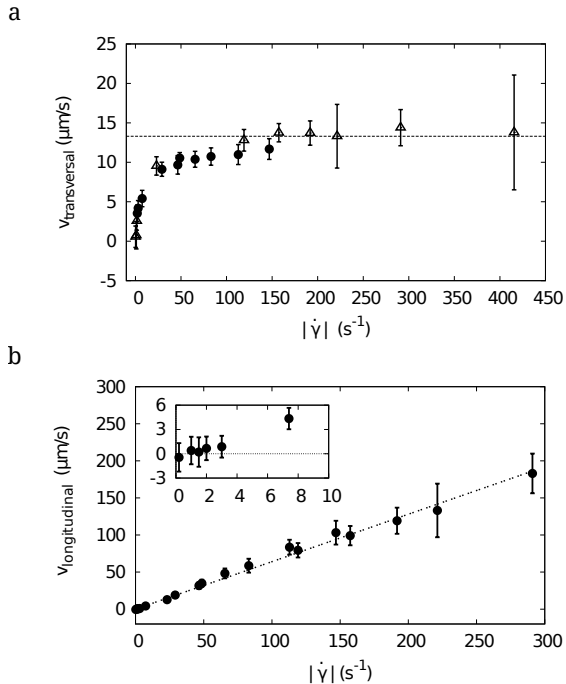 a
25
20
15
10
5
0
-5
v_transversal (μm/s)
0 50 100 150 200 250 300 350 400 450
|γ̇| (s⁻¹)
b
300
250
200
150
100
50
0
v_longitudinal (μm/s)
6
3
0
-3
0 2 4 6 8 10
0 50 100 150 200 250 300
|γ̇| (s⁻¹)